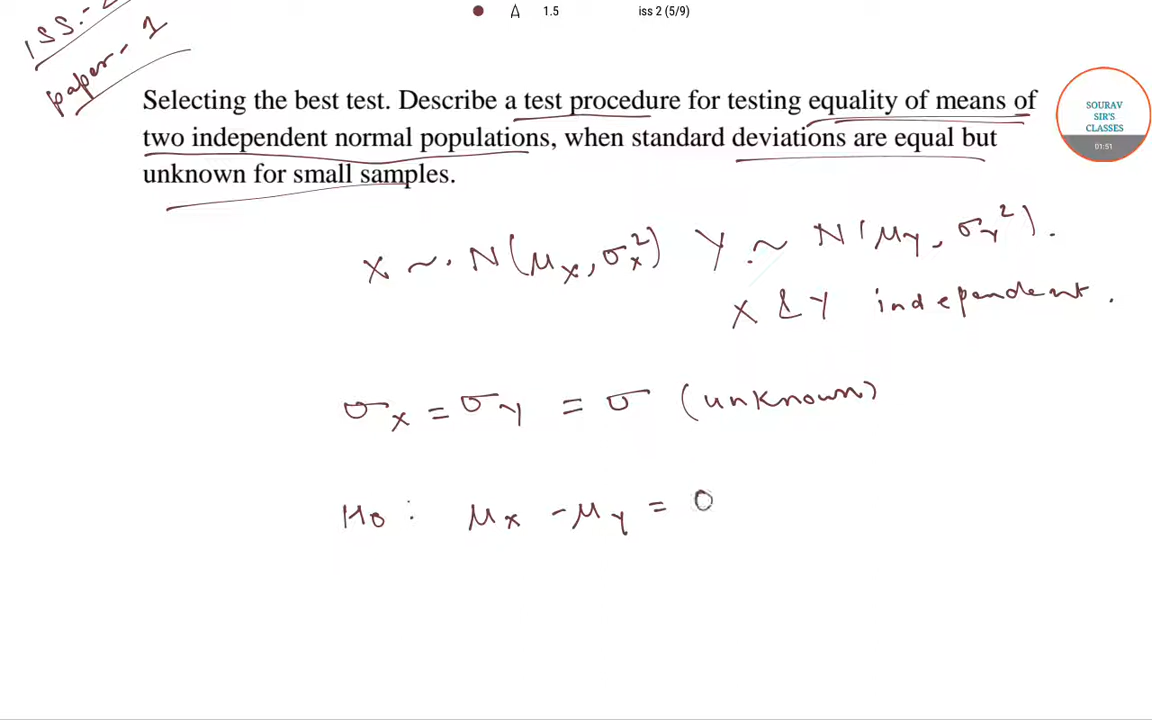 1.5 iss 2 (5/9)
ISS:-
paper- 1
Selecting the best test. Describe a test procedure for testing equality of means of
two independent normal populations, when standard deviations are equal but
unknown for small samples.
SOURAV
SIR'S
CLASSES
01:51
X ~ N(μx, σx²) Y ~ N(μY, σY²).
X & Y independent.
σX = σY = σ (unknown)
H0 : μx - μY = 0